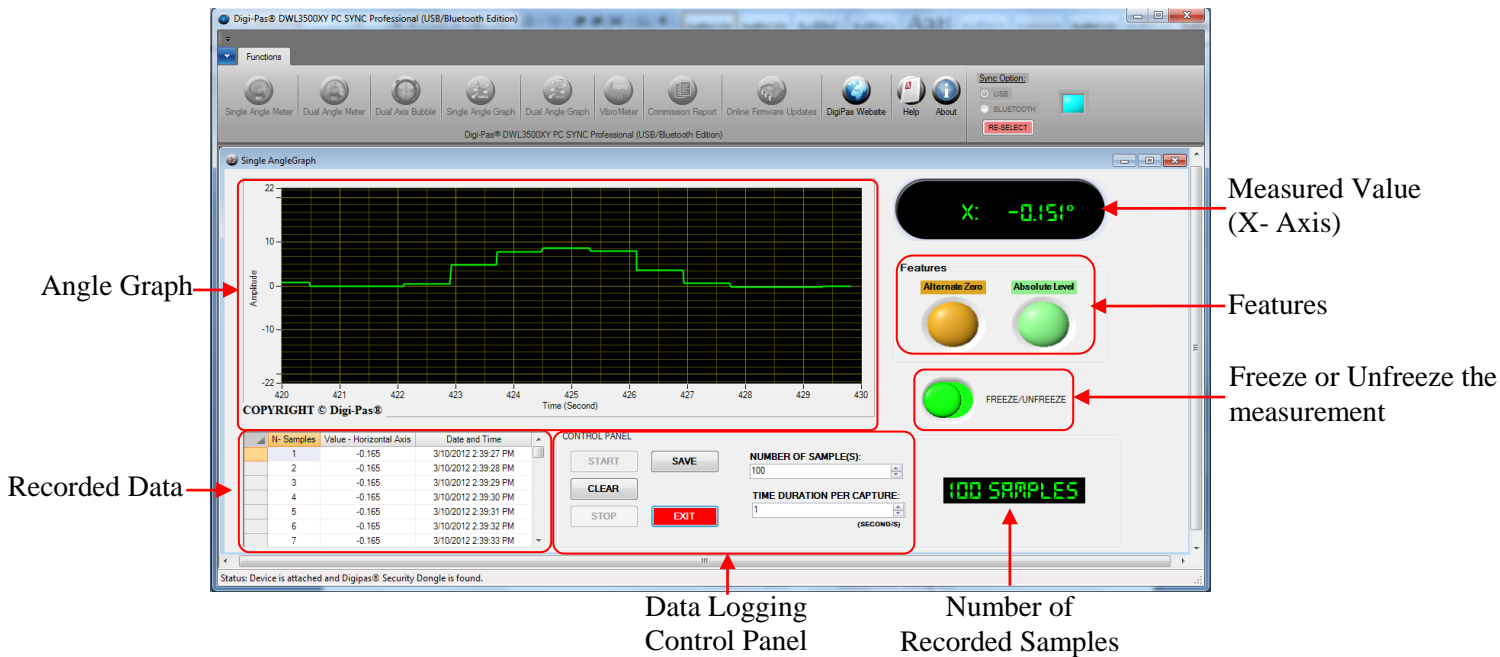 Digi-Pas® DWL3500XY PC SYNC Professional (USB/Bluetooth Edition)
Functions
Single Angle Meter
Dual Angle Meter
Dual Axis Bubble
Single Angle Graph
Dual Angle Graph
VibroMeter
Commission Report
Online Firmware Updates
DigiPas Website
Help
About
Sync Option:
USB
BLUETOOTH
RE-SELECT
Digi-Pas® DWL3500XY PC SYNC Professional (USB/Bluetooth Edition)
Single AngleGraph
22
10
0
-10
-22
Amplitude
420 421 422 423 424 425 426 427 428 429 430
Time (Second)
COPYRIGHT © Digi-Pas®
X: -0.151°
Features
Alternate Zero
Absolute Level
FREEZE/UNFREEZE
N- Samples Value - Horizontal Axis Date and Time
1 -0.165 3/10/2012 2:39:27 PM
2 -0.165 3/10/2012 2:39:28 PM
3 -0.165 3/10/2012 2:39:29 PM
4 -0.165 3/10/2012 2:39:30 PM
5 -0.165 3/10/2012 2:39:31 PM
6 -0.165 3/10/2012 2:39:32 PM
7 -0.165 3/10/2012 2:39:33 PM
CONTROL PANEL
START
SAVE
CLEAR
STOP
EXIT
NUMBER OF SAMPLE(S):
100
TIME DURATION PER CAPTURE:
1
(SECOND/S)
100 SAMPLES
Status: Device is attached and Digipas® Security Dongle is found.
Angle Graph
Recorded Data
Measured Value
(X- Axis)
Features
Freeze or Unfreeze the
measurement
Data Logging
Control Panel
Number of
Recorded Samples